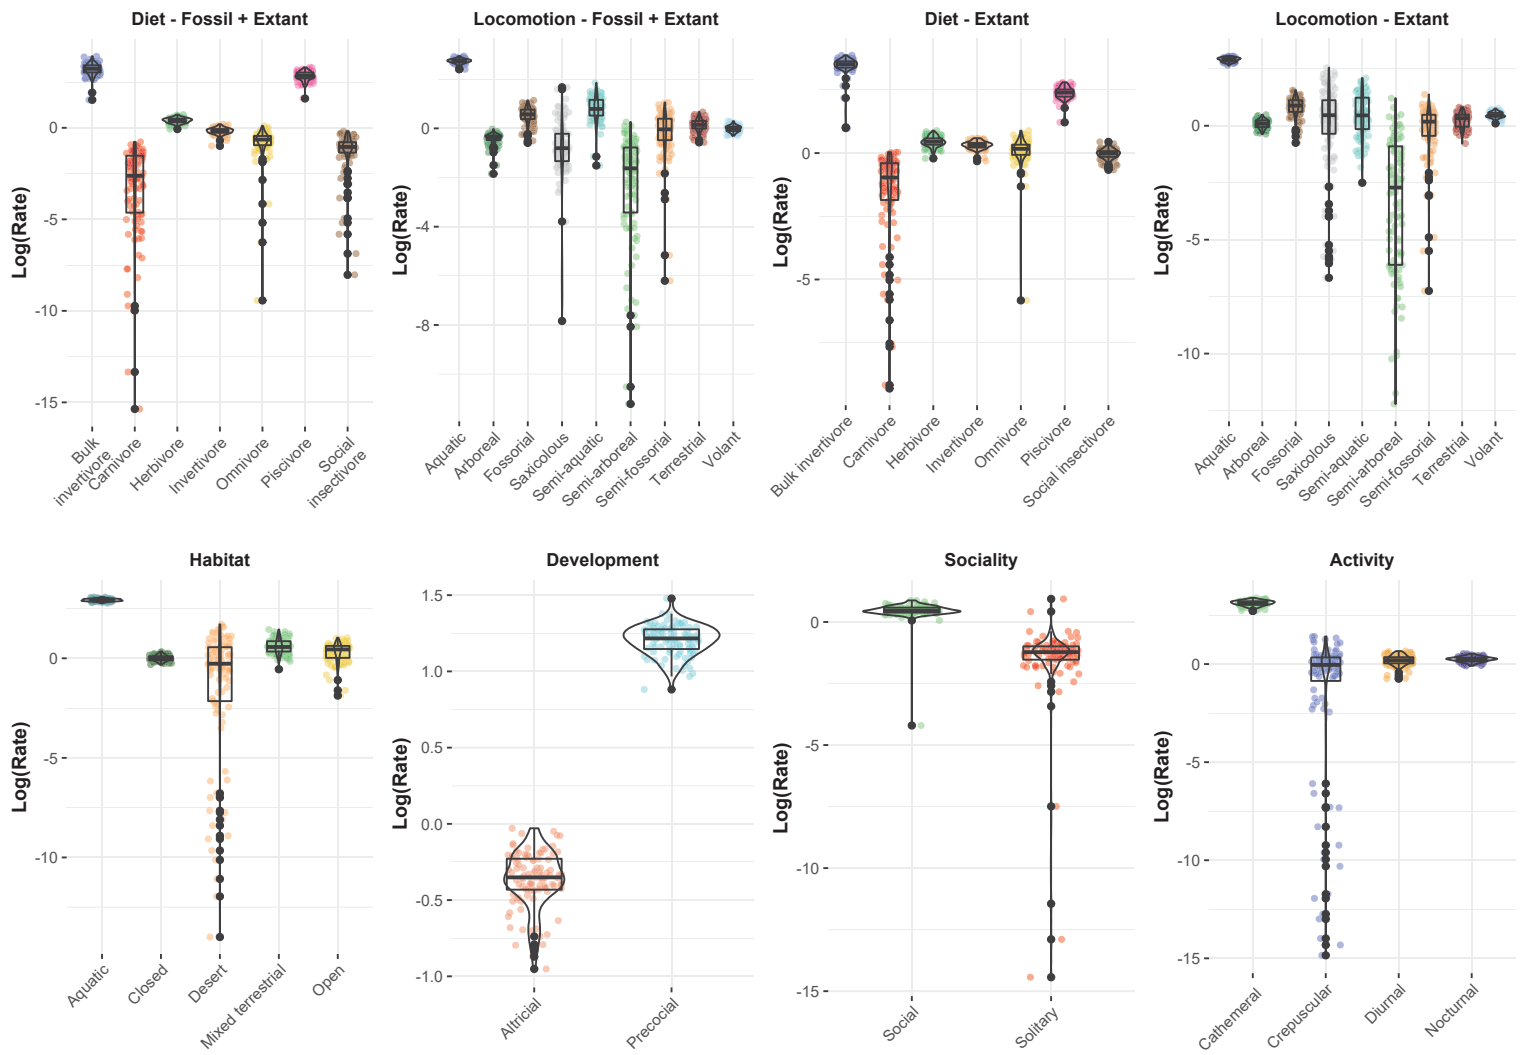 Diet - Fossil + Extant
Log(Rate)
0
-5
-10
-15
Bulk
invertivore
Carnivore
Herbivore
Invertivore
Omnivore
Piscivore
Social
insectivore
Locomotion - Fossil + Extant
Log(Rate)
0
-4
-8
Aquatic
Arboreal
Fossorial
Saxicolous
Semi-aquatic
Semi-arboreal
Semi-fossorial
Terrestrial
Volant
Diet - Extant
Log(Rate)
0
-5
Bulk invertivore
Carnivore
Herbivore
Invertivore
Omnivore
Piscivore
Social insectivore
Locomotion - Extant
Log(Rate)
0
-5
-10
Aquatic
Arboreal
Fossorial
Saxicolous
Semi-aquatic
Semi-arboreal
Semi-fossorial
Terrestrial
Volant
Habitat
Log(Rate)
0
-5
-10
Aquatic
Closed
Desert
Mixed terrestrial
Open
Development
Log(Rate)
1.5
1.0
0.5
0.0
-0.5
-1.0
Altricial
Precocial
Sociality
Log(Rate)
0
-5
-10
-15
Social
Solitary
Activity
Log(Rate)
0
-5
-10
-15
Cathemeral
Crepuscular
Diurnal
Nocturnal